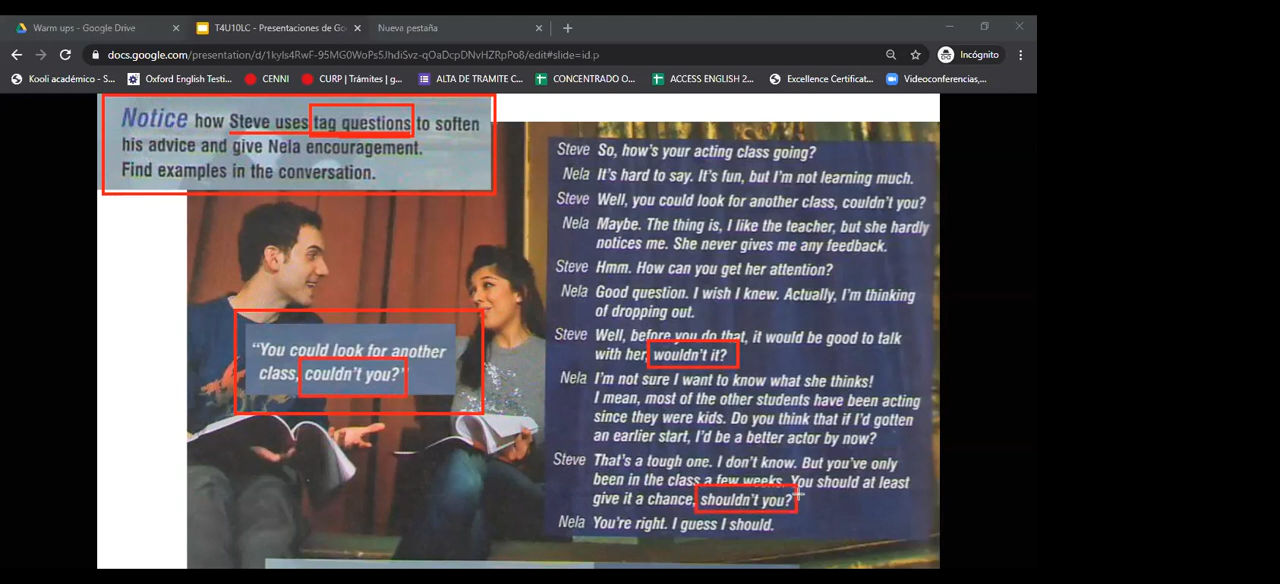 Warm ups - Google Drive
T4U10LC - Presentaciones de Go
Nueva pestaña
Incógnito
Kooli académico - S...
Oxford English Testi...
CENNI
CURP | Trámites | g...
ALTA DE TRAMITE C...
CONCENTRADO O...
ACCESS ENGLISH 2...
Excellence Certificat...
Videoconferencias,...
Notice how Steve uses tag questions to soften
his advice and give Nela encouragement.
Find examples in the conversation.
"You could look for another
class, couldn't you?"
Steve So, how's your acting class going?
Nela It's hard to say. It's fun, but I'm not learning much.
Steve Well, you could look for another class, couldn't you?
Nela Maybe. The thing is, I like the teacher, but she hardly
notices me. She never gives me any feedback.
Steve Hmm. How can you get her attention?
Nela Good question. I wish I knew. Actually, I'm thinking
of dropping out.
Steve Well, before you do that, it would be good to talk
with her, wouldn't it?
Nela I'm not sure I want to know what she thinks!
I mean, most of the other students have been acting
since they were kids. Do you think that if I'd gotten
an earlier start, I'd be a better actor by now?
Steve That's a tough one. I don't know. But you've only
been in the class a few weeks. You should at least
give it a chance, shouldn't you?
Nela You're right. I guess I should.